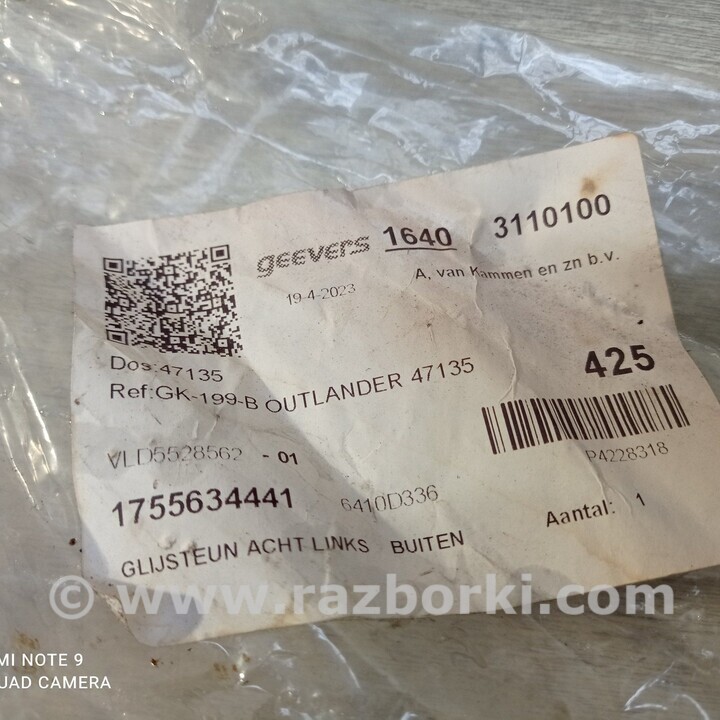 geevers 1640 3110100
19-4-2023 A, van Kammen en zn b.v.
Dos:47135
Ref:GK-199-B OUTLANDER 47135 425
VLD5528562 - 01 P4228318
1755634441 6410D336 Aantal: 1
GLIJSTEUN ACHT LINKS BUITEN
© www.razborki.com
MI NOTE 9
QUAD CAMERA